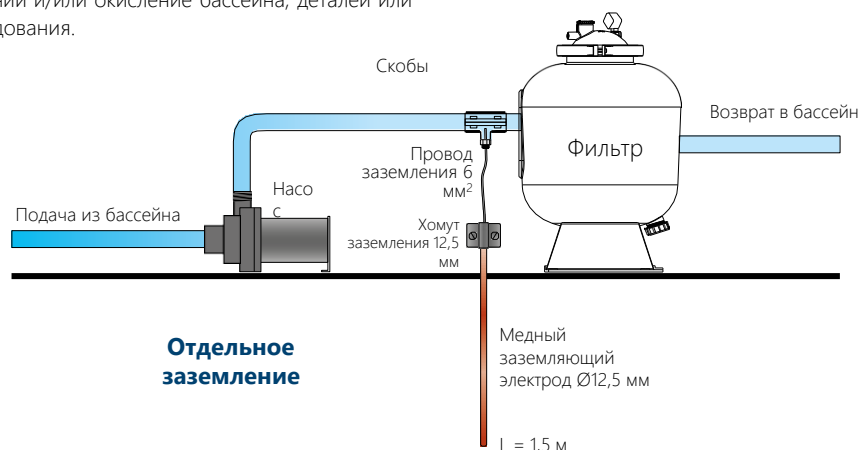 и/или окисление бассейна, деталей или
дования.
Скобы
Возврат в бассейн
Фильтр
Провод
заземления 6
мм²
Насо
с
Подача из бассейна
Хомут
заземления 12,5
мм
Отдельное
заземление
Медный
заземляющий
электрод Ø12,5 мм
L = 1,5 м